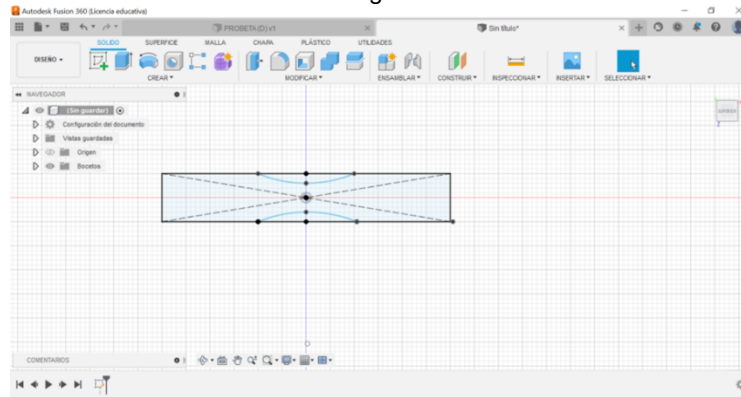 Autodesk Fusion 360 (Licencia educativa)
PROBETA(D) v1
Sin título*
DISEÑO
SOLIDO SUPERFICIE MALLA CHAPA PLÁSTICO UTILIDADES
CREAR MODIFICAR ENSAMBLAR CONSTRUIR INSPECCIONAR INSERTAR SELECCIONAR
NAVEGADOR
(Sin guardar)
Configuración del documento
Vistas guardadas
Origen
Bocetos
COMENTARIOS